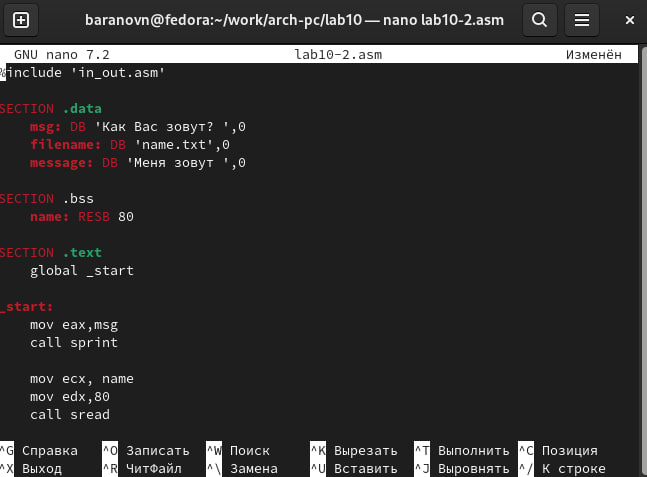 baranovn@fedora:~/work/arch-pc/lab10 — nano lab10-2.asm
GNU nano 7.2 lab10-2.asm Изменён
%include 'in_out.asm'
SECTION .data
msg: DB 'Как Вас зовут? ',0
filename: DB 'name.txt',0
message: DB 'Меня зовут ',0
SECTION .bss
name: RESB 80
SECTION .text
global _start
_start:
mov eax,msg
call sprint
mov ecx, name
mov edx,80
call sread
^G Справка ^O Записать ^W Поиск ^K Вырезать ^T Выполнить ^C Позиция
^X Выход ^R ЧитФайл ^\ Замена ^U Вставить ^J Выровнять ^/ К строке